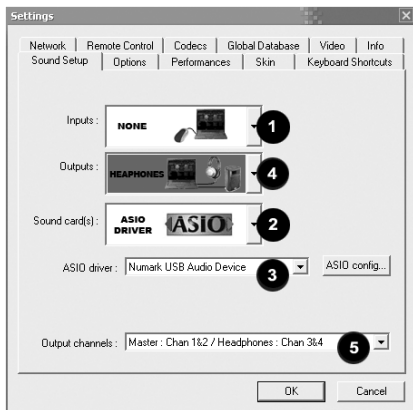 Settings
Network Remote Control Codecs Global Database Video Info
Sound Setup Options Performances Skin Keyboard Shortcuts
Inputs : NONE 1
Outputs : HEAPHONES 4
Sound card(s) : ASIO DRIVER ASIO 2
ASIO driver : Numark USB Audio Device 3 ASIO config...
Output channels : Master : Chan 1&2 / Headphones : Chan 3&4 5
OK Cancel